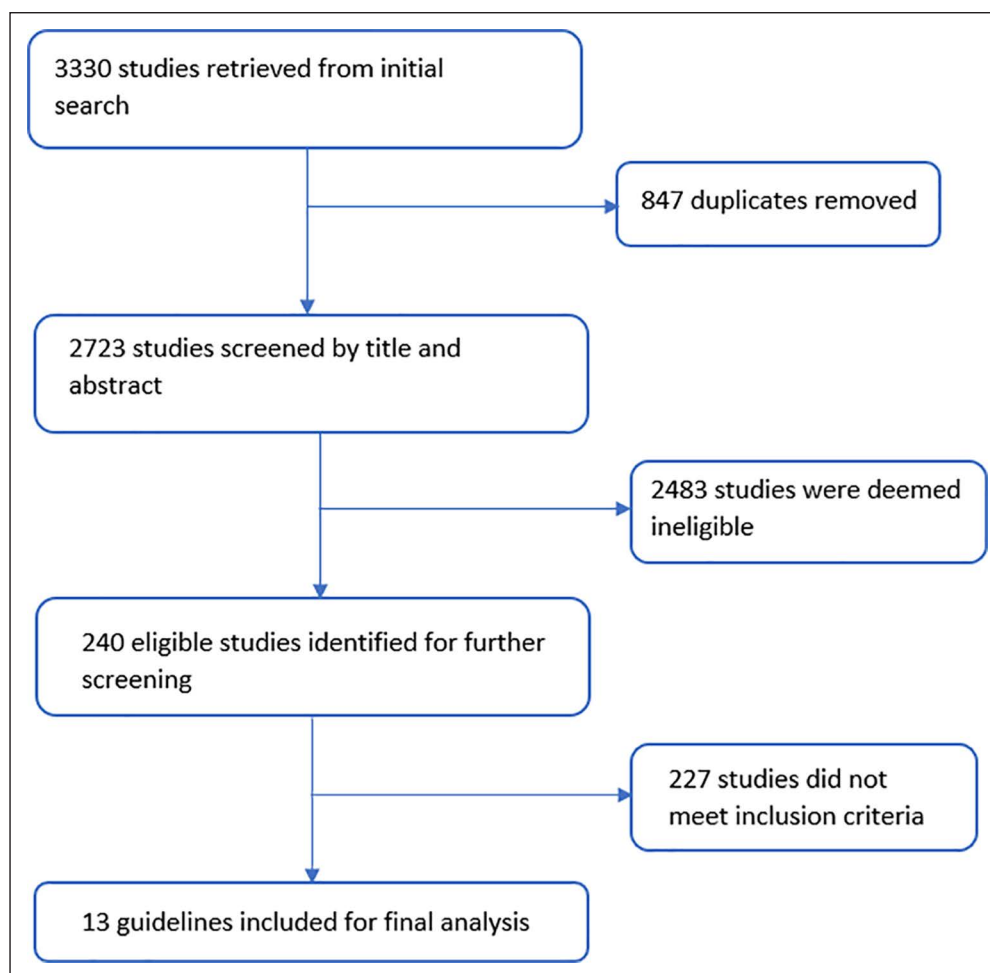 3330 studies retrieved from initial
search
847 duplicates removed
2723 studies screened by title and
abstract
2483 studies were deemed
ineligible
240 eligible studies identified for further
screening
227 studies did not
meet inclusion criteria
13 guidelines included for final analysis